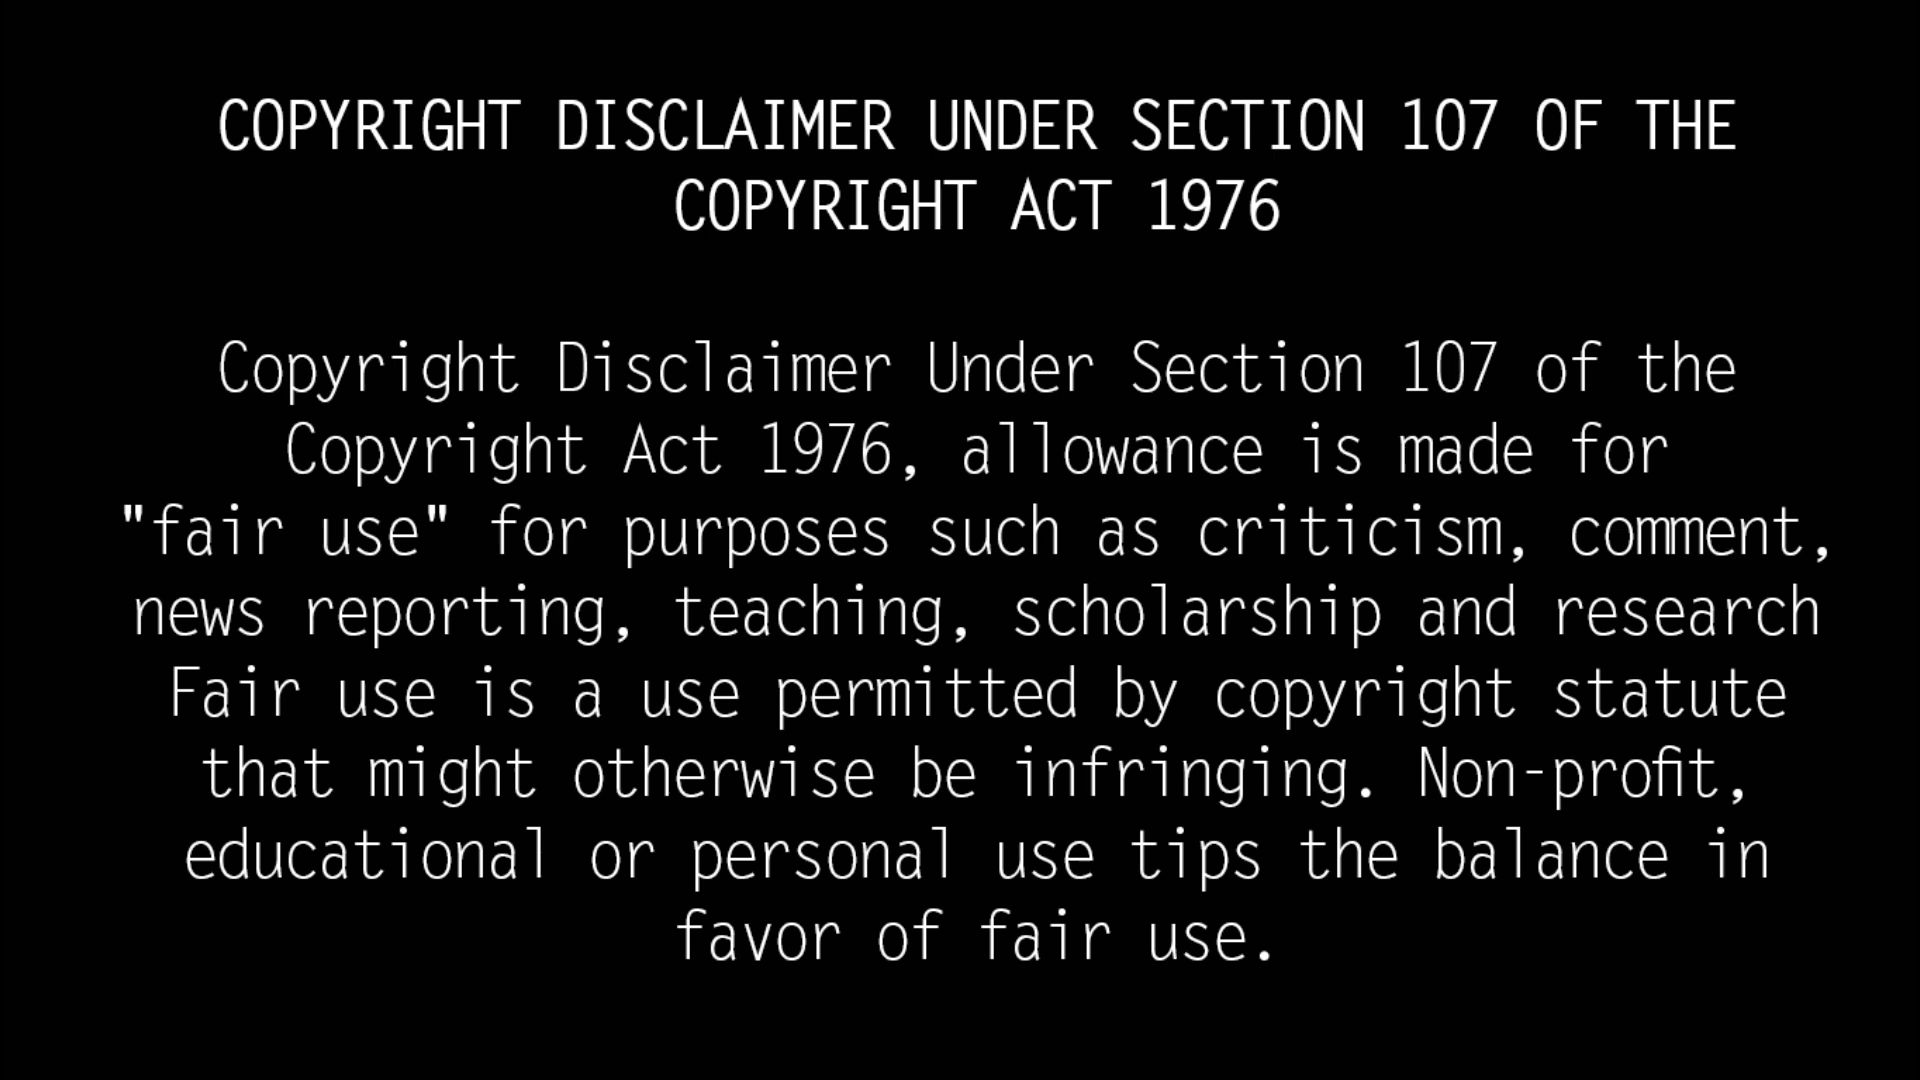 COPYRIGHT DISCLAIMER UNDER SECTION 107 OF THE
COPYRIGHT ACT 1976
Copyright Disclaimer Under Section 107 of the
Copyright Act 1976, allowance is made for
"fair use" for purposes such as criticism, comment,
news reporting, teaching, scholarship and research
Fair use is a use permitted by copyright statute
that might otherwise be infringing. Non-profit,
educational or personal use tips the balance in
favor of fair use.